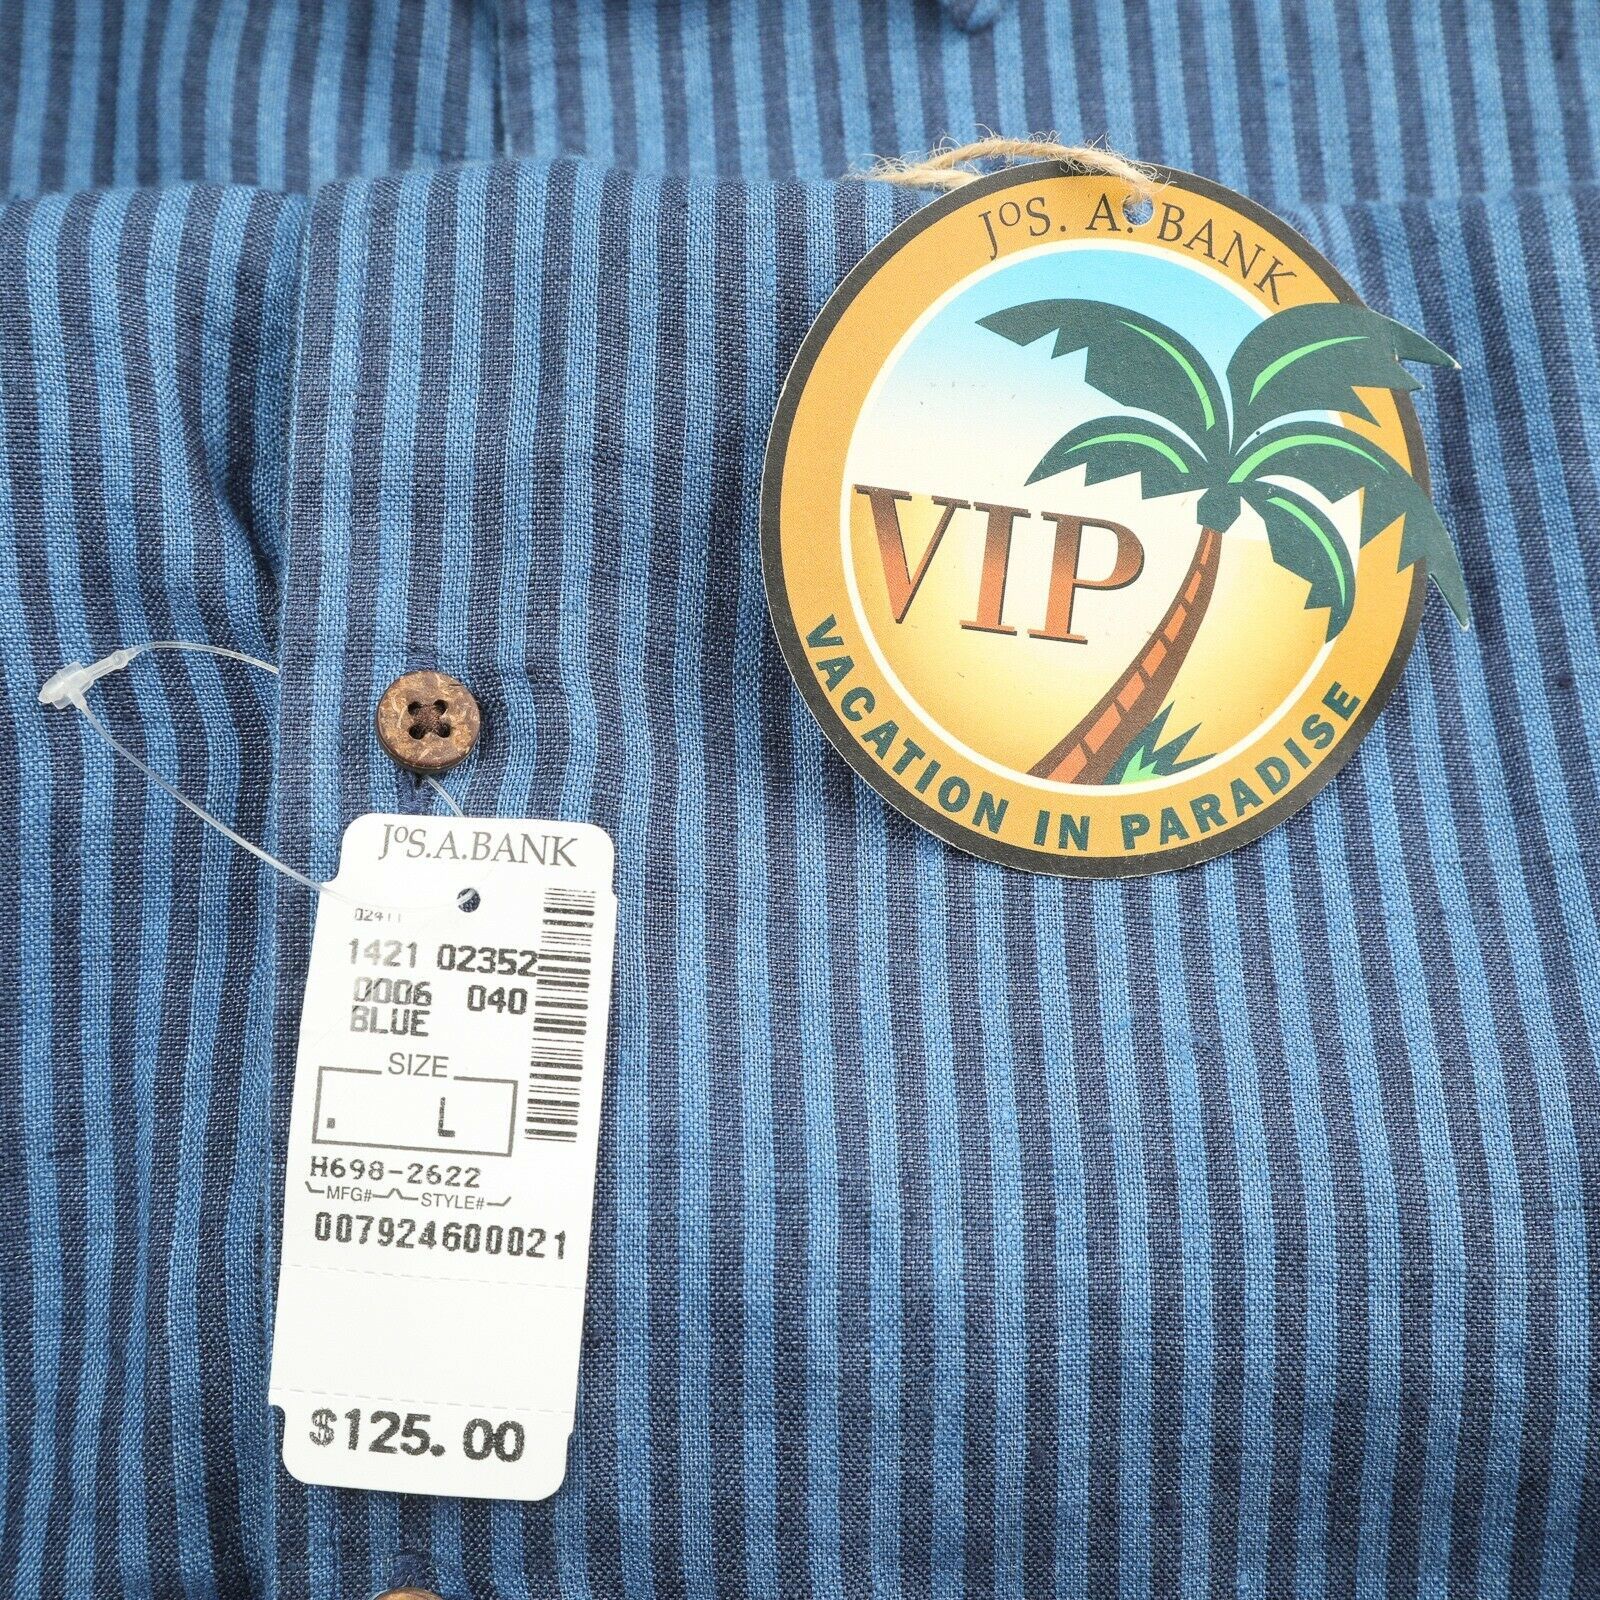 JOS. A. BANK
VIP
VACATION IN PARADISE
JOS.A.BANK
02411
1421 02352
0006 040
BLUE
SIZE
L
H698-2622
MFG# STYLE#
007924600021
$125.00